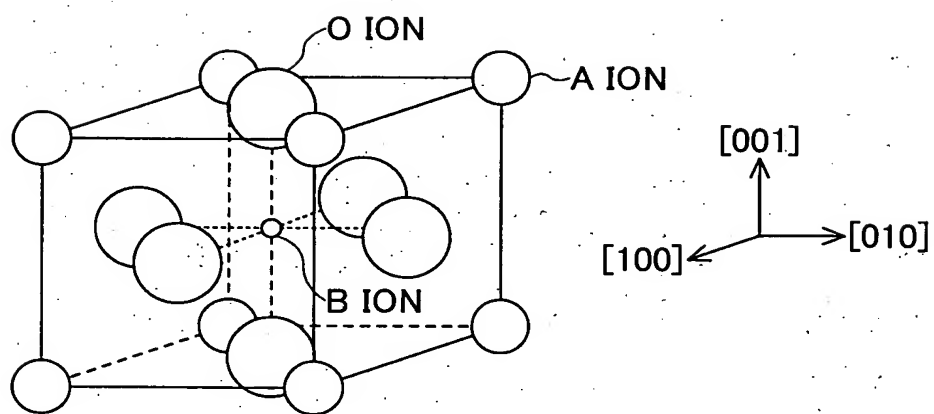 O ION
A ION
[001]
[010]
[100]
B ION